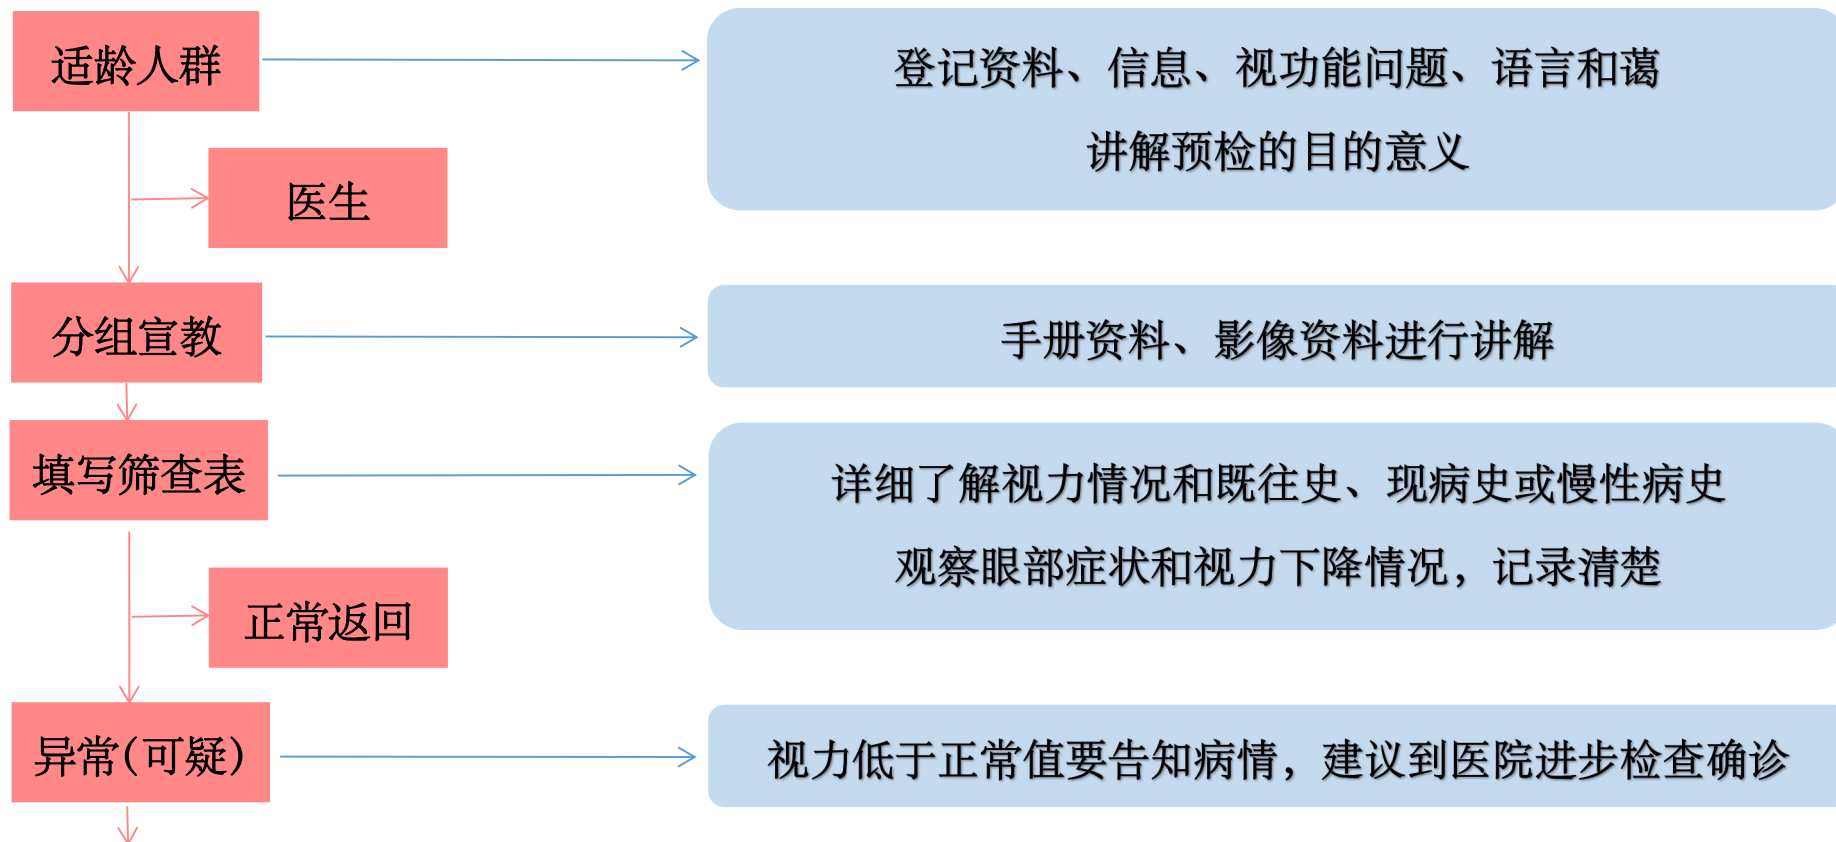 适龄人群
登记资料、信息、视功能问题、语言和蔼
讲解预检的目的意义
医生
分组宣教
手册资料、影像资料进行讲解
填写筛查表
详细了解视力情况和既往史、现病史或慢性病史
观察眼部症状和视力下降情况，记录清楚
正常返回
异常(可疑)
视力低于正常值要告知病情，建议到医院进步检查确诊